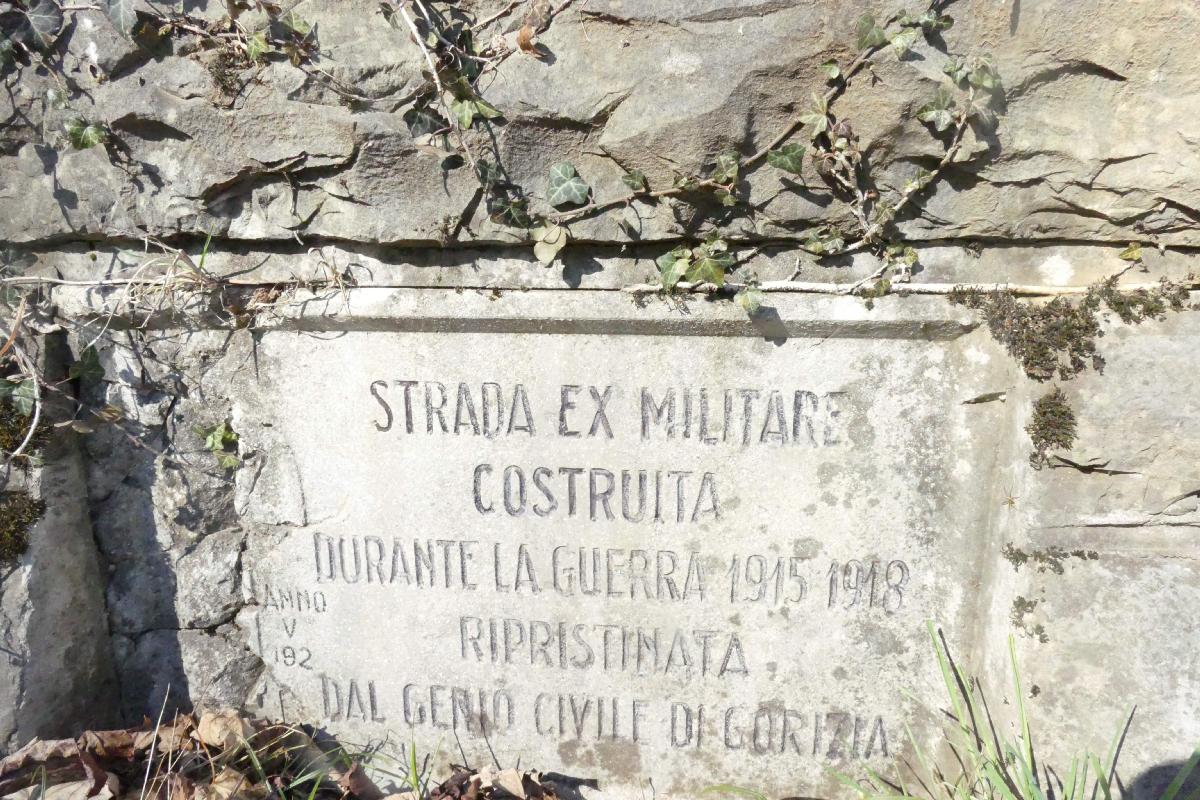 STRADA EX MILITARE
COSTRUITA
DURANTE LA GUERRA 1915 1918
RIPRISTINATA
DAL GENIO CIVILE DI GORIZIA
ANNO
V
192